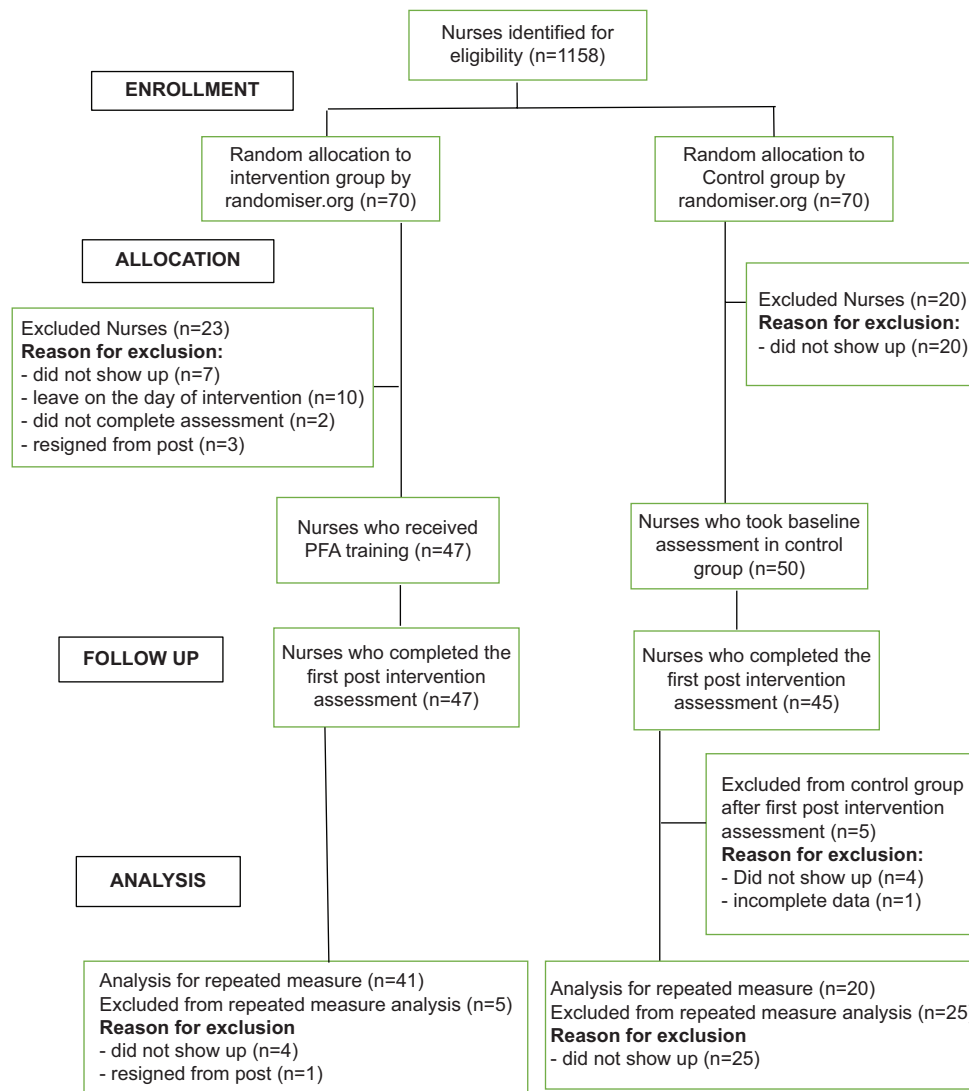 Nurses identified for
eligibility (n=1158)
ENROLLMENT
Random allocation to
intervention group by
randomiser.org (n=70)
Random allocation to
Control group by
randomiser.org (n=70)
ALLOCATION
Excluded Nurses (n=23)
Reason for exclusion:
- did not show up (n=7)
- leave on the day of intervention (n=10)
- did not complete assessment (n=2)
- resigned from post (n=3)
Excluded Nurses (n=20)
Reason for exclusion:
- did not show up (n=20)
Nurses who received
PFA training (n=47)
Nurses who took baseline
assessment in control
group (n=50)
FOLLOW UP
Nurses who completed the
first post intervention
assessment (n=47)
Nurses who completed the
first post intervention
assessment (n=45)
Excluded from control group
after first post intervention
assessment (n=5)
Reason for exclusion:
- Did not show up (n=4)
- incomplete data (n=1)
ANALYSIS
Analysis for repeated measure (n=41)
Excluded from repeated measure analysis (n=5)
Reason for exclusion
- did not show up (n=4)
- resigned from post (n=1)
Analysis for repeated measure (n=20)
Excluded from repeated measure analysis (n=25
Reason for exclusion
- did not show up (n=25)